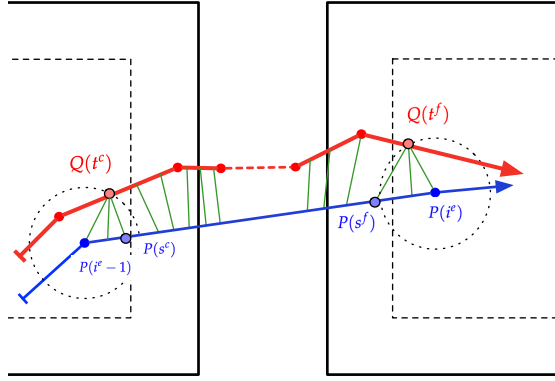 Q(t^c)
Q(t^f)
P(s^f)
P(i^e)
P(s^c)
P(i^e − 1)